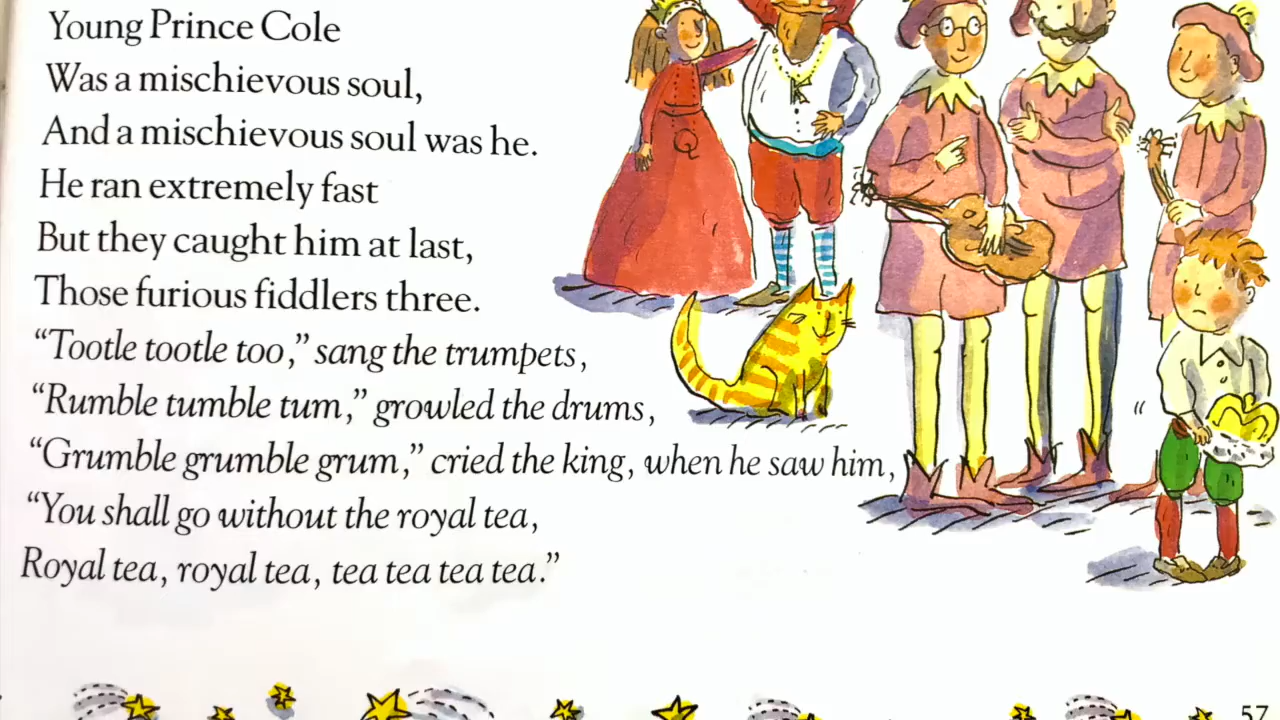 Young Prince Cole
Was a mischievous soul,
And a mischievous soul was he.
He ran extremely fast
But they caught him at last,
Those furious fiddlers three.
“Tootle tootle too,” sang the trumpets,
“Rumble tumble tum,” growled the drums,
“Grumble grumble grum,” cried the king, when he saw him,
“You shall go without the royal tea,
Royal tea, royal tea, tea tea tea tea.”
K
Q
“
57